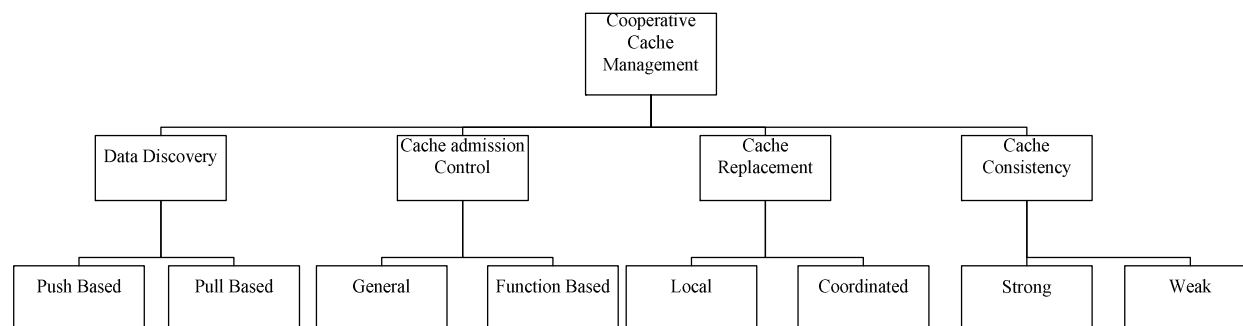 Cooperative
Cache
Management
Data Discovery
Cache admission
Control
Cache
Replacement
Cache
Consistency
Push Based
Pull Based
General
Function Based
Local
Coordinated
Strong
Weak